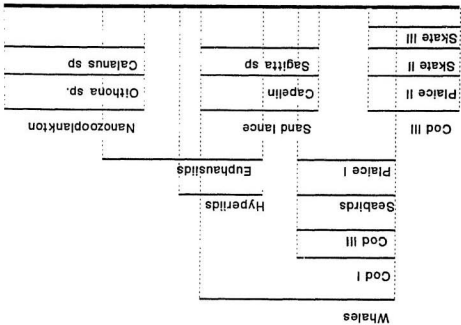 Whales
Cod I
Cod III
Seabirds
Hyperiids
Plaice I
Euphausiids
Cod III
Sand lance
Nanozooplankton
Plaice II
Capelin
Oithona sp.
Skate II
Sagitta sp
Calanus sp
Skate III